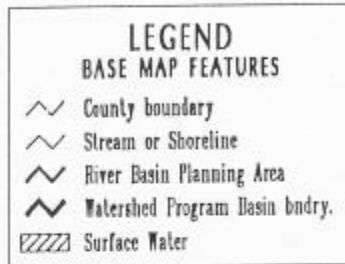 LEGEND
BASE MAP FEATURES
County boundary
Stream or Shoreline
River Basin Planning Area
Watershed Program Basin bndry.
Surface Water